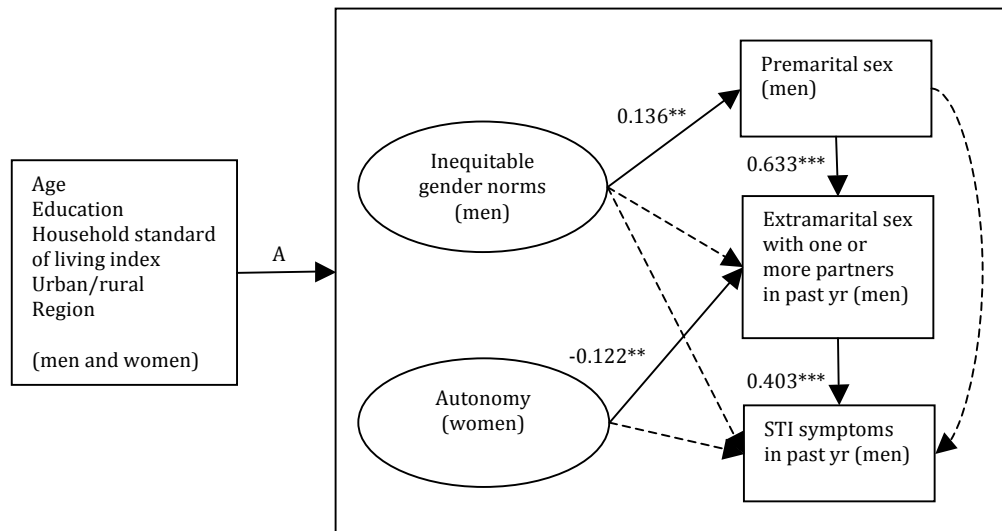 Age
Education
Household standard
of living index
Urban/rural
Region
(men and women)
A
Inequitable
gender norms
(men)
Autonomy
(women)
0.136**
-0.122**
Premarital sex
(men)
0.633***
Extramarital sex
with one or
more partners
in past yr (men)
0.403***
STI symptoms
in past yr (men)